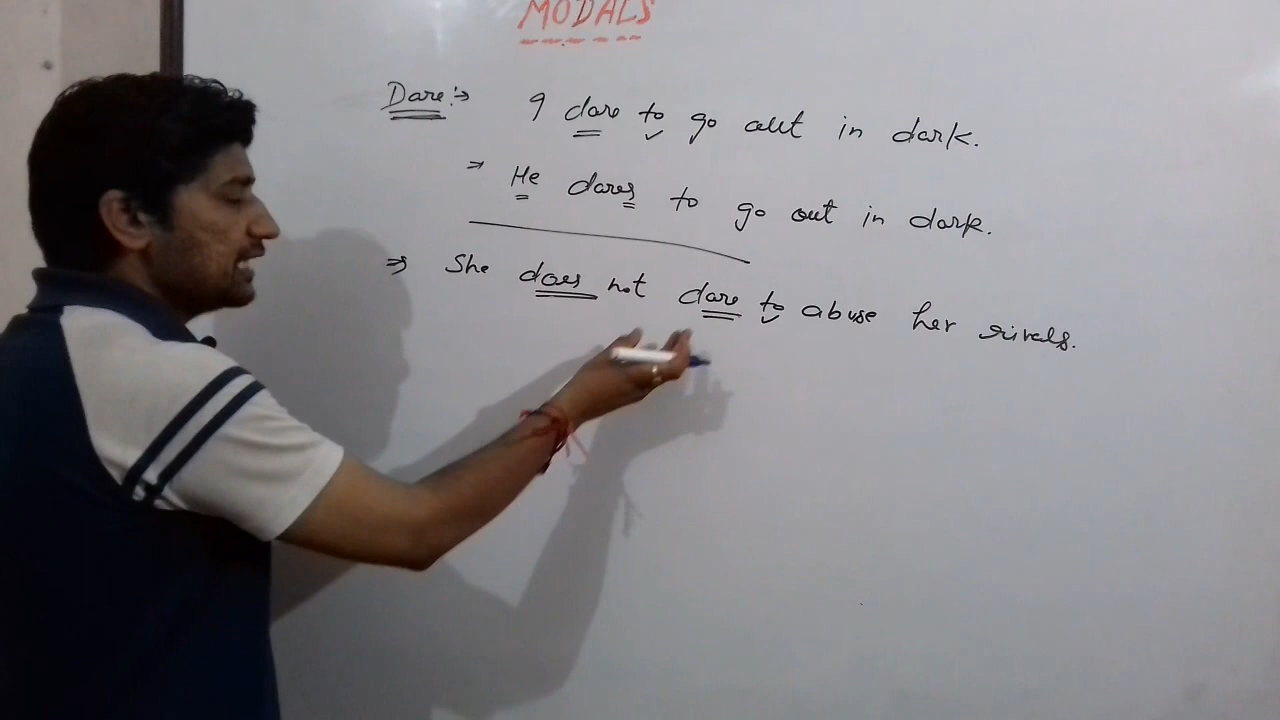 MODALS
Dare :→ I dare to go out in dark.
⇒ He dares to go out in dark.
⇒ She does not dare to abuse her rivals.